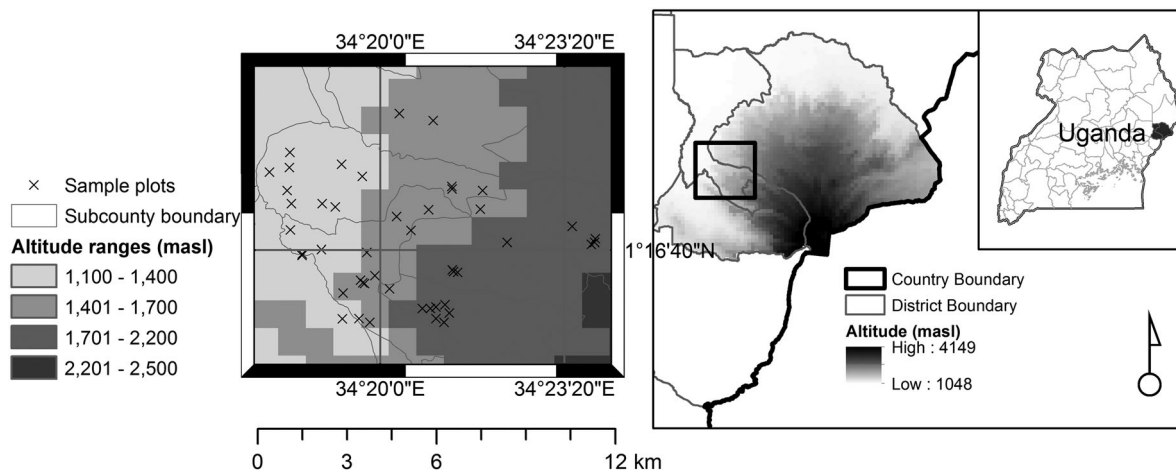 34°20'0"E
34°23'20"E
Sample plots
Subcounty boundary
Altitude ranges (masl)
1,100 - 1,400
1,401 - 1,700
1,701 - 2,200
2,201 - 2,500
1°16'40"N
34°20'0"E
34°23'20"E
0 3 6 12 km
Uganda
Country Boundary
District Boundary
Altitude (masl)
High : 4149
Low : 1048